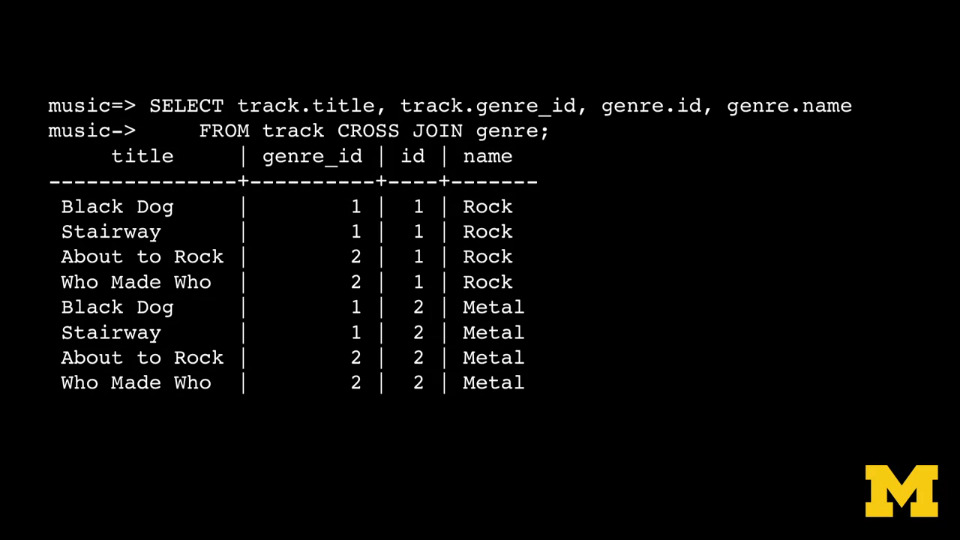 music=> SELECT track.title, track.genre_id, genre.id, genre.name
music->     FROM track CROSS JOIN genre;
     title     | genre_id | id | name
---------------+----------+----+-------
 Black Dog     |        1 |  1 | Rock
 Stairway      |        1 |  1 | Rock
 About to Rock |        2 |  1 | Rock
 Who Made Who  |        2 |  1 | Rock
 Black Dog     |        1 |  2 | Metal
 Stairway      |        1 |  2 | Metal
 About to Rock |        2 |  2 | Metal
 Who Made Who  |        2 |  2 | Metal
M